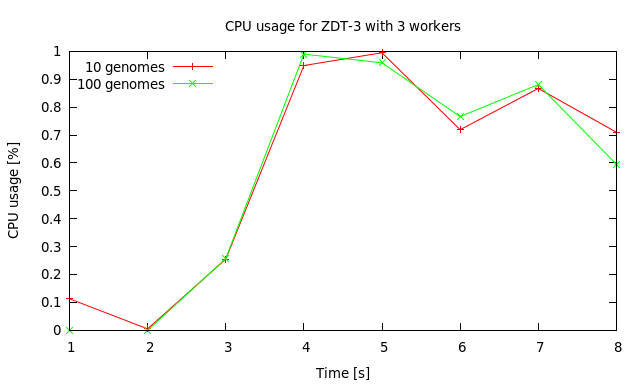 CPU usage for ZDT-3 with 3 workers
10 genomes
100 genomes
CPU usage [%]
1
0.9
0.8
0.7
0.6
0.5
0.4
0.3
0.2
0.1
0
1 2 3 4 5 6 7 8
Time [s]